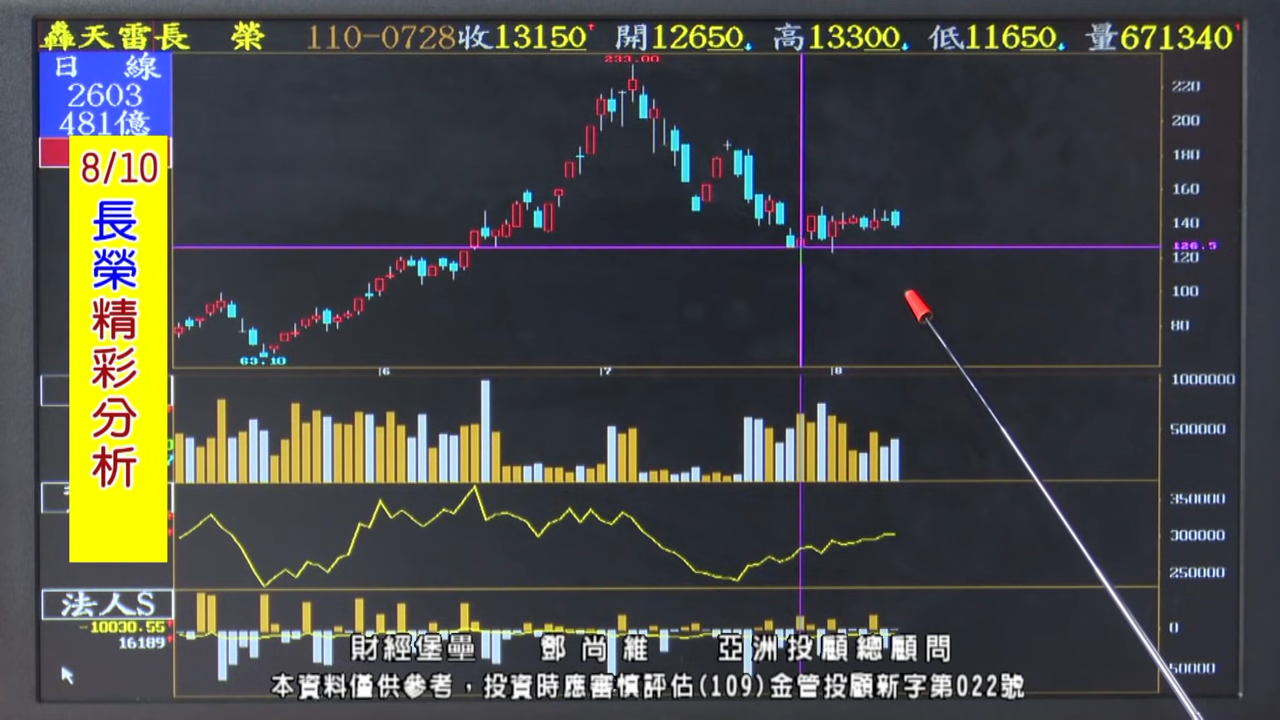 轟天雷長 榮 110-0728收13150 開12650 高13300 低11650 量671340
日 線
2603
481億
8/10
長榮精彩分析
233.00
63.10
220
200
180
160
140
126.5
120
100
80
6 7 8
1000000
500000
350000
300000
250000
法人S
-10030.55
16189
0
50000
財經堡壘 鄧尚維 亞洲投顧總顧問
本資料僅供參考，投資時應審慎評估(109)金管投顧新字第022號